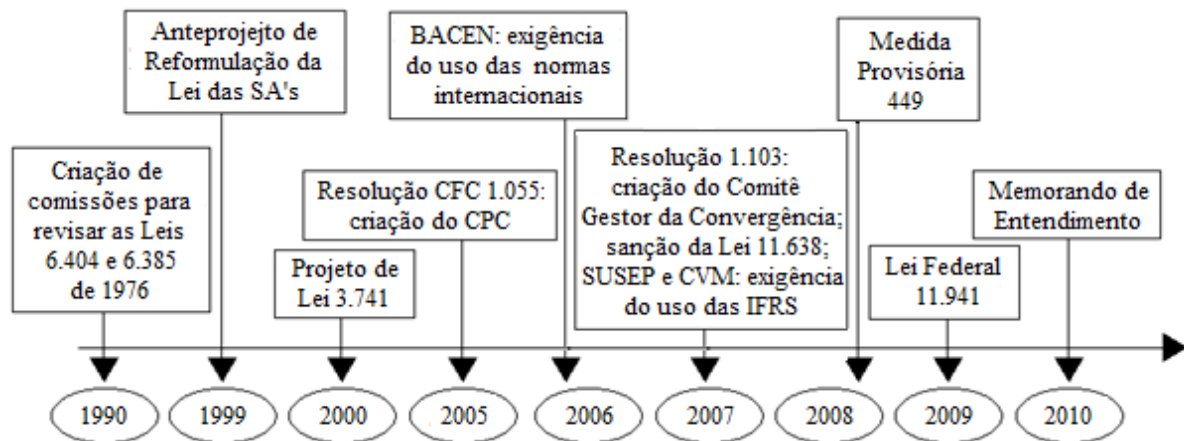 Anteprojejto de
Reformulação da
Lei das SA's
BACEN: exigência
do uso das normas
internacionais
Medida
Provisória
449
Criação de
comissões para
revisar as Leis
6.404 e 6.385
de 1976
Resolução CFC 1.055:
criação do CPC
Projeto de
Lei 3.741
Resolução 1.103:
criação do Comitê
Gestor da Convergência;
sanção da Lei 11.638;
SUSEP e CVM: exigência
do uso das IFRS
Memorando de
Entendimento
Lei Federal
11.941
1990
1999
2000
2005
2006
2007
2008
2009
2010